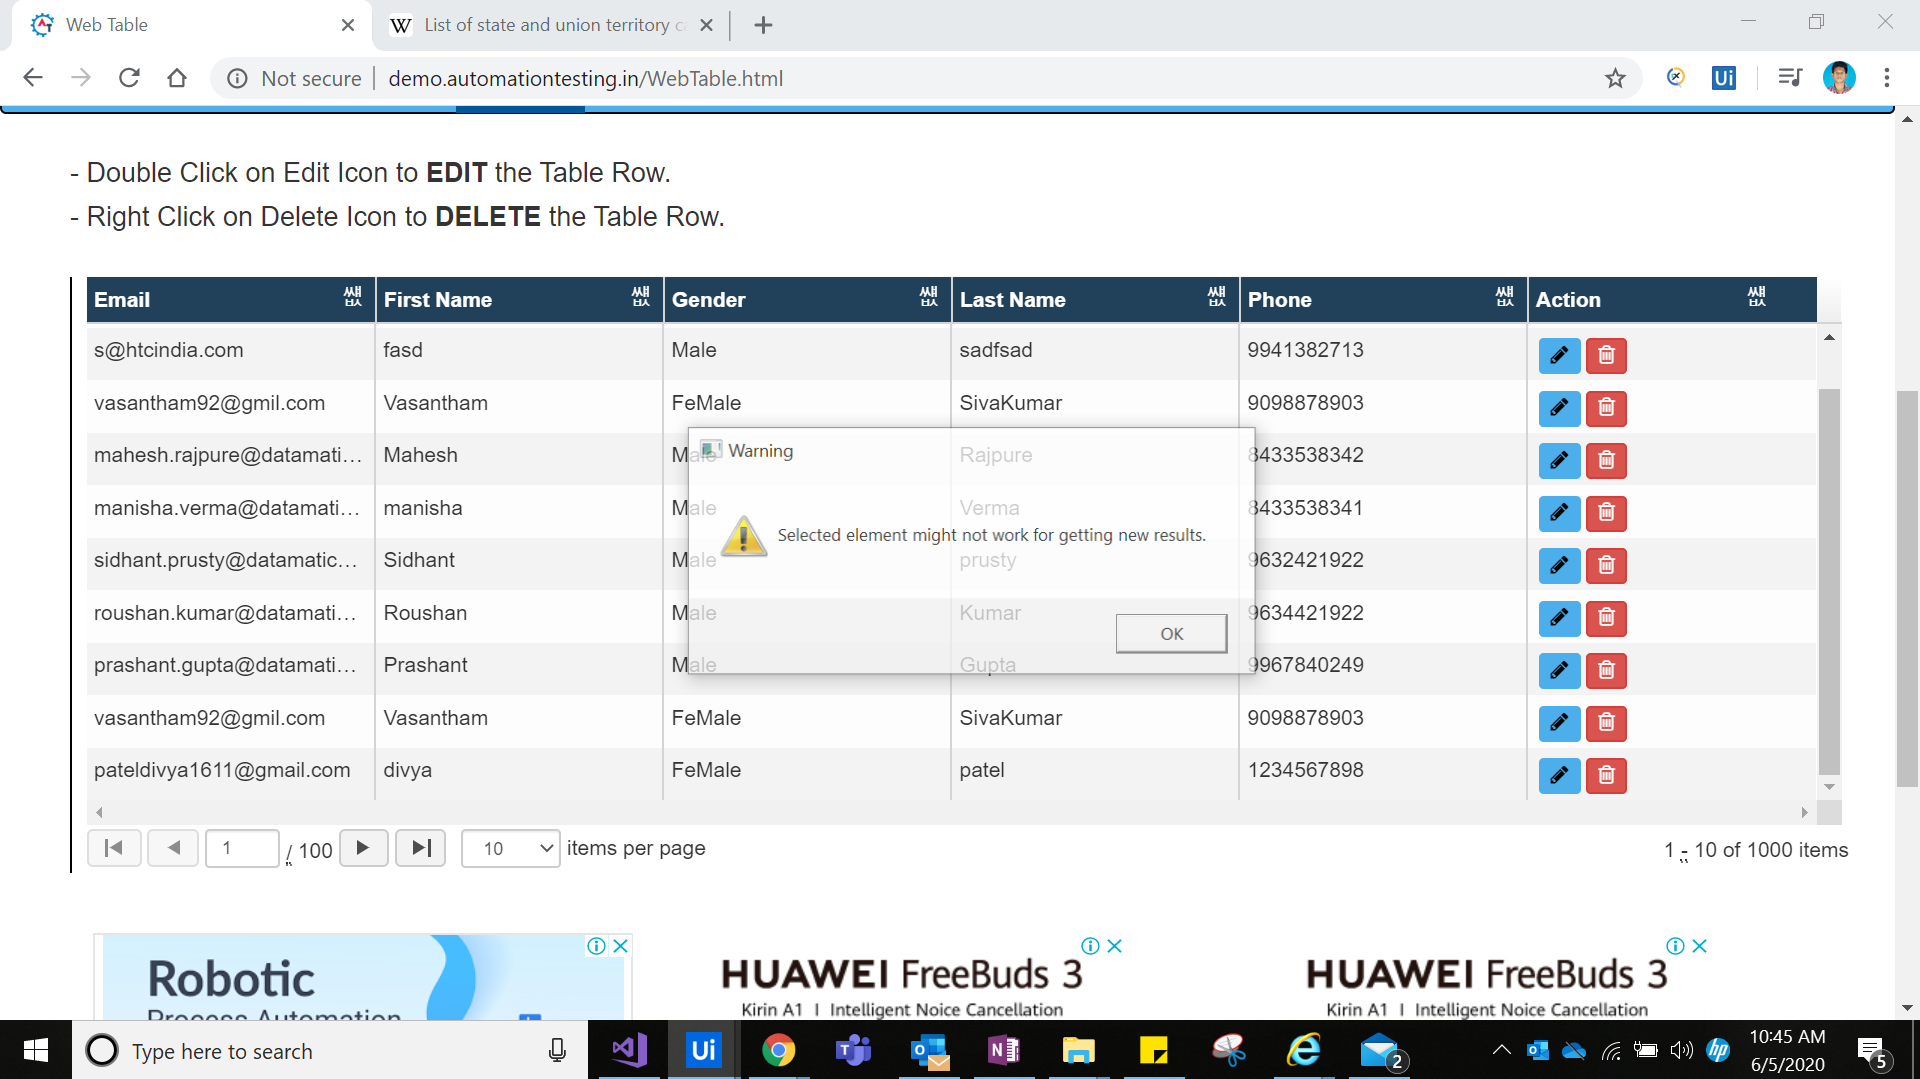 Web Table
List of state and union territory ca
Not secure
demo.automationtesting.in/WebTable.html
Ui
- Double Click on Edit Icon to EDIT the Table Row.
- Right Click on Delete Icon to DELETE the Table Row.
Email First Name Gender Last Name Phone Action
s@htcindia.com fasd Male sadfsad 9941382713
vasantham92@gmil.com Vasantham FeMale SivaKumar 9098878903
mahesh.rajpure@datamati... Mahesh Male Rajpure 8433538342
manisha.verma@datamati... manisha Male Verma 8433538341
sidhant.prusty@datamatic... Sidhant Male prusty 9632421922
roushan.kumar@datamati... Roushan Male Kumar 9634421922
prashant.gupta@datamati... Prashant Male Gupta 9967840249
vasantham92@gmil.com Vasantham FeMale SivaKumar 9098878903
pateldivya1611@gmail.com divya FeMale patel 1234567898
Warning
Selected element might not work for getting new results.
OK
1 / 100 10 items per page 1 - 10 of 1000 items
Robotic
Process Automation
HUAWEI FreeBuds 3
Kirin A1 | Intelligent Noice Cancellation
HUAWEI FreeBuds 3
Kirin A1 | Intelligent Noice Cancellation
Type here to search
Ui
2
hp
10:45 AM
6/5/2020
5